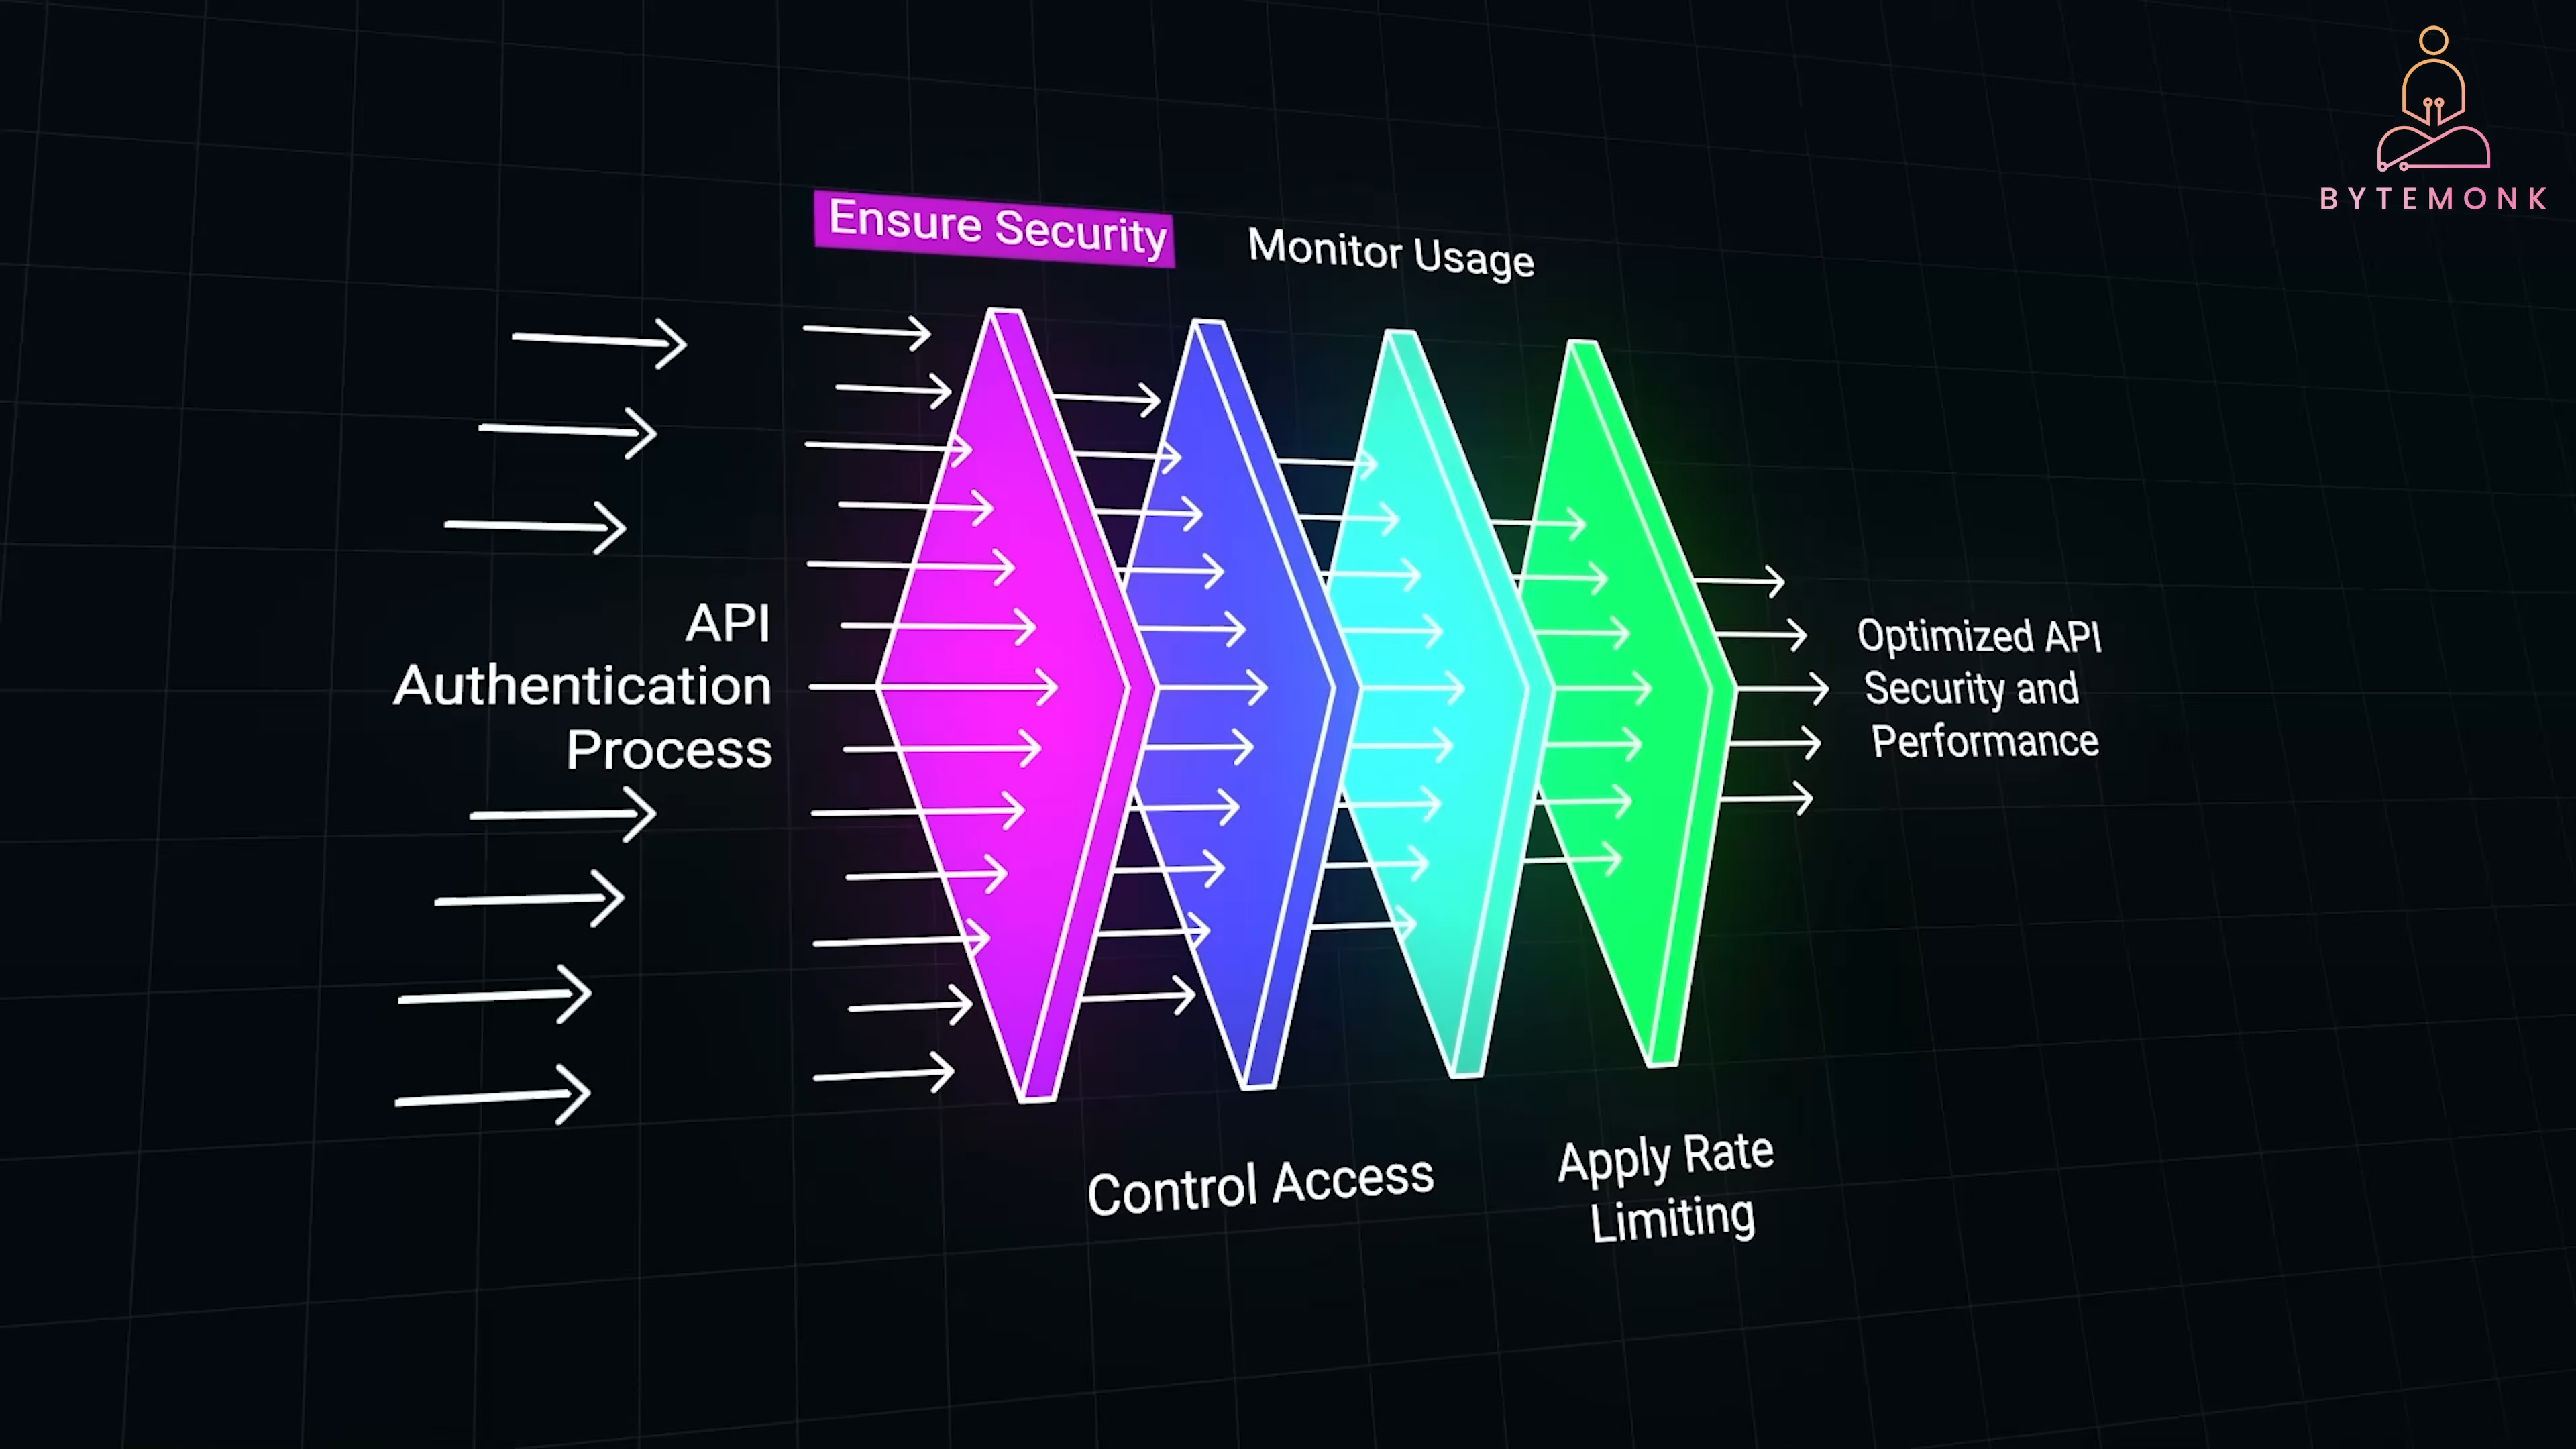 BYTEMONK
Ensure Security
Monitor Usage
API
Authentication
Process
Optimized API
Security and
Performance
Control Access
Apply Rate
Limiting